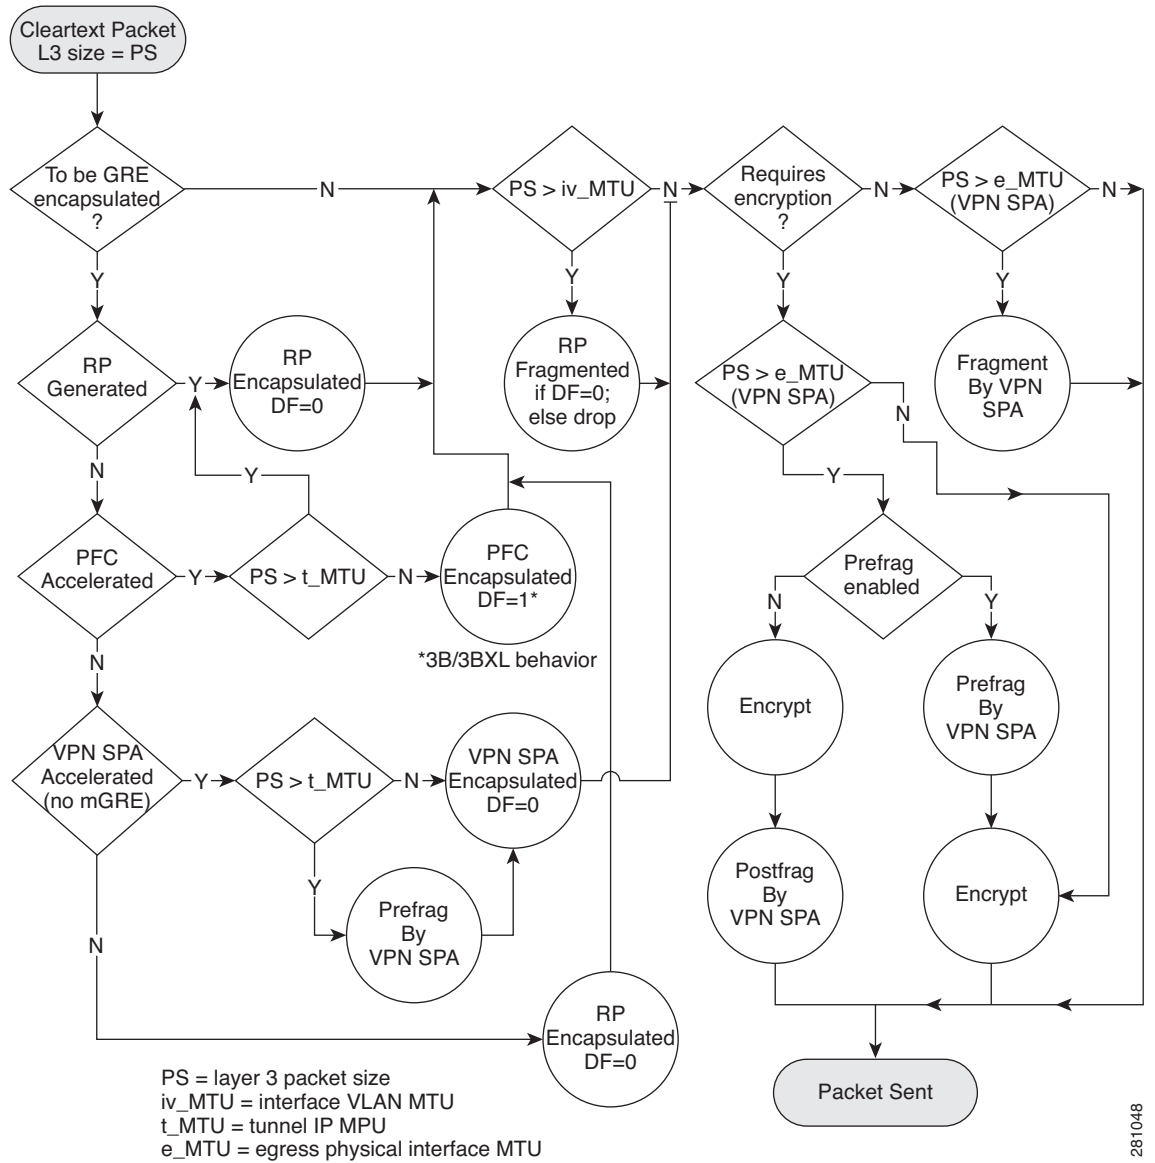 Cleartext Packet
L3 size = PS
To be GRE
encapsulated
?
N
PS > iv_MTU
N
Requires
encryption
?
N
PS > e_MTU
(VPN SPA)
N
Y
Y
Y
Y
RP
Generated
Y
RP
Encapsulated
DF=0
RP
Fragmented
if DF=0;
else drop
PS > e_MTU
(VPN SPA)
N
Fragment
By VPN
SPA
N
Y
Y
PFC
Accelerated
Y
PS > t_MTU
N
PFC
Encapsulated
DF=1*
*3B/3BXL behavior
Prefrag
enabled
N
Y
N
Encrypt
Prefrag
By
VPN SPA
VPN SPA
Accelerated
(no mGRE)
Y
PS > t_MTU
N
VPN SPA
Encapsulated
DF=0
Y
Prefrag
By
VPN SPA
Postfrag
By
VPN SPA
Encrypt
N
RP
Encapsulated
DF=0
Packet Sent
PS = layer 3 packet size
iv_MTU = interface VLAN MTU
t_MTU = tunnel IP MPU
e_MTU = egress physical interface MTU
281048